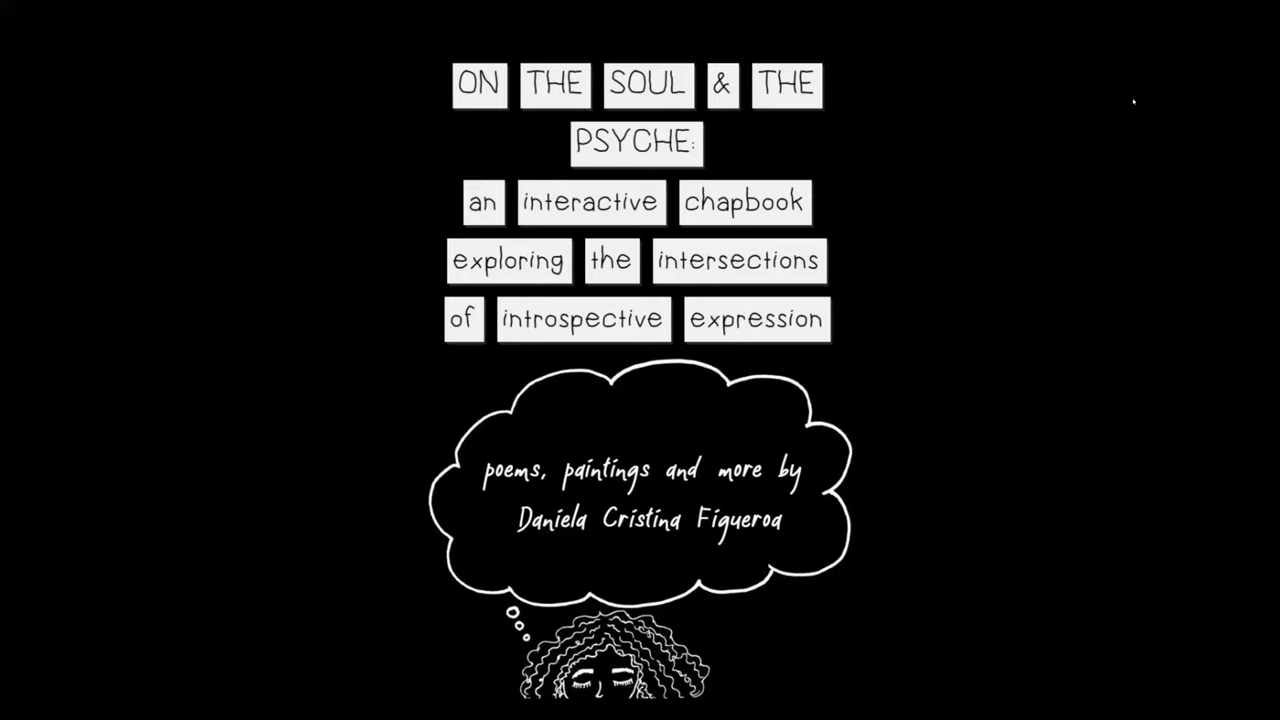 ON THE SOUL & THE
PSYCHE:
an interactive chapbook
exploring the intersections
of introspective expression
poems, paintings and more by
Daniela Cristina Figueroa